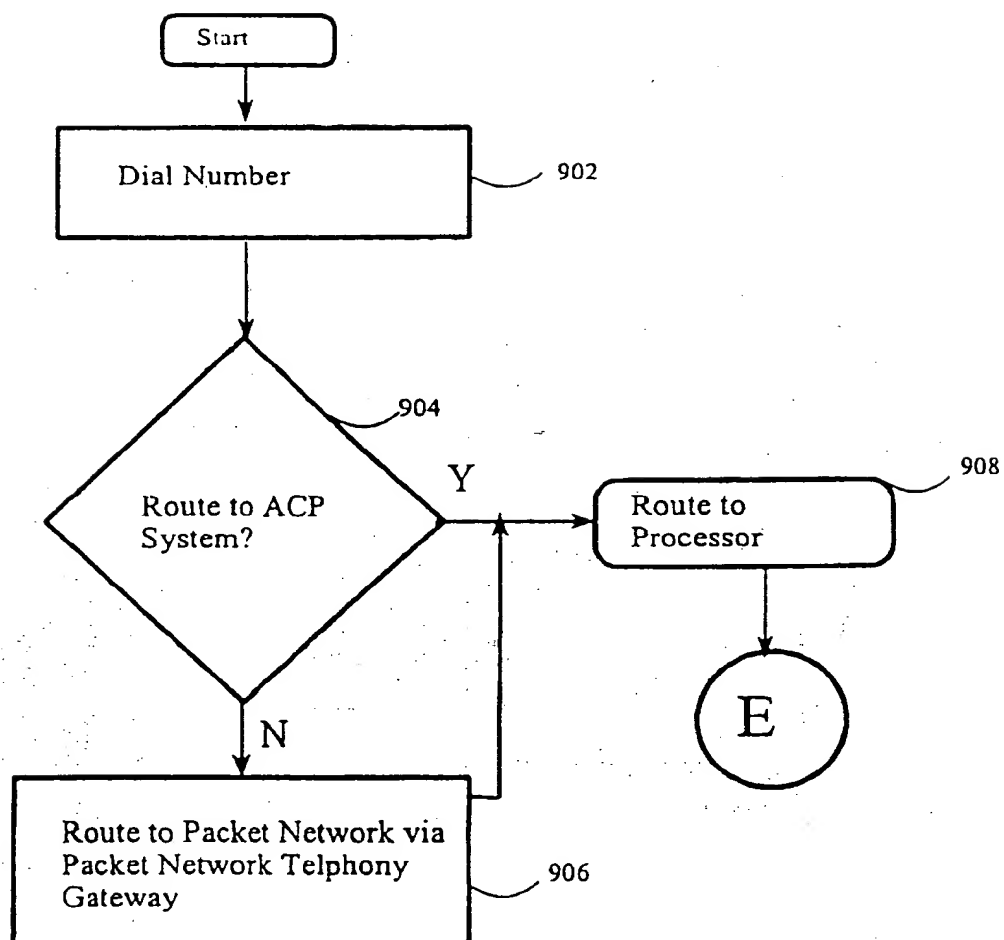 Start
Dial Number
902
904
Route to ACP
System?
Y
908
Route to
Processor
N
E
Route to Packet Network via
Packet Network Telphony
Gateway
906